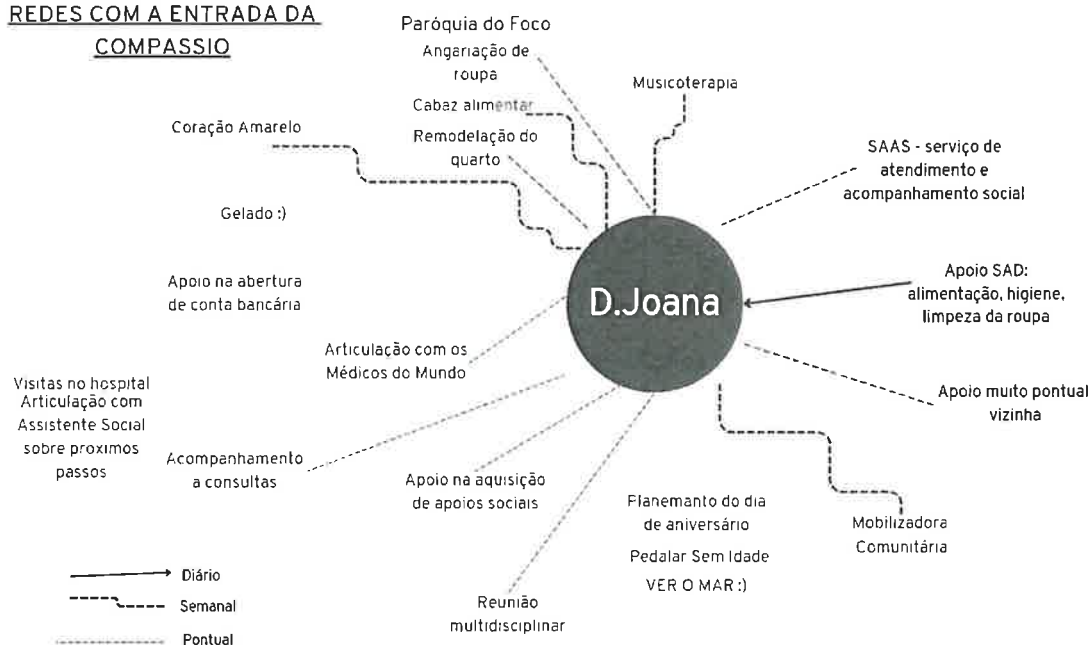 REDES COM A ENTRADA DA
COMPASSIO
Paróquia do Foco
Angariação de
roupa
Cabaz alimentar
Remodelação do
quarto
Musicoterapia
Coração Amarelo
SAAS - serviço de
atendimento e
acompanhamento social
Gelado :)
Apoio na abertura
de conta bancária
D.Joana
Apoio SAD:
alimentação, higiene,
limpeza da roupa
Articulação com os
Médicos do Mundo
Visitas no hospital
Articulação com
Assistente Social
sobre proximos
passos
Apoio muito pontual
vizinha
Acompanhamento
a consultas
Apoio na aquisição
de apoios sociais
Planemanto do dia
de aniversário
Pedalar Sem Idade
VER O MAR :)
Mobilizadora
Comunitária
Reunião
multidisciplinar
Diário
Semanal
Pontual